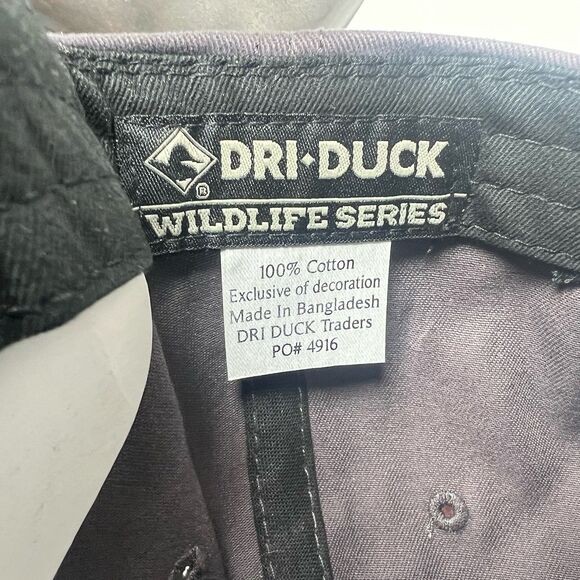 DRI•DUCK
®
WILDLIFE SERIES
100% Cotton
Exclusive of decoration
Made In Bangladesh
DRI DUCK Traders
PO# 4916